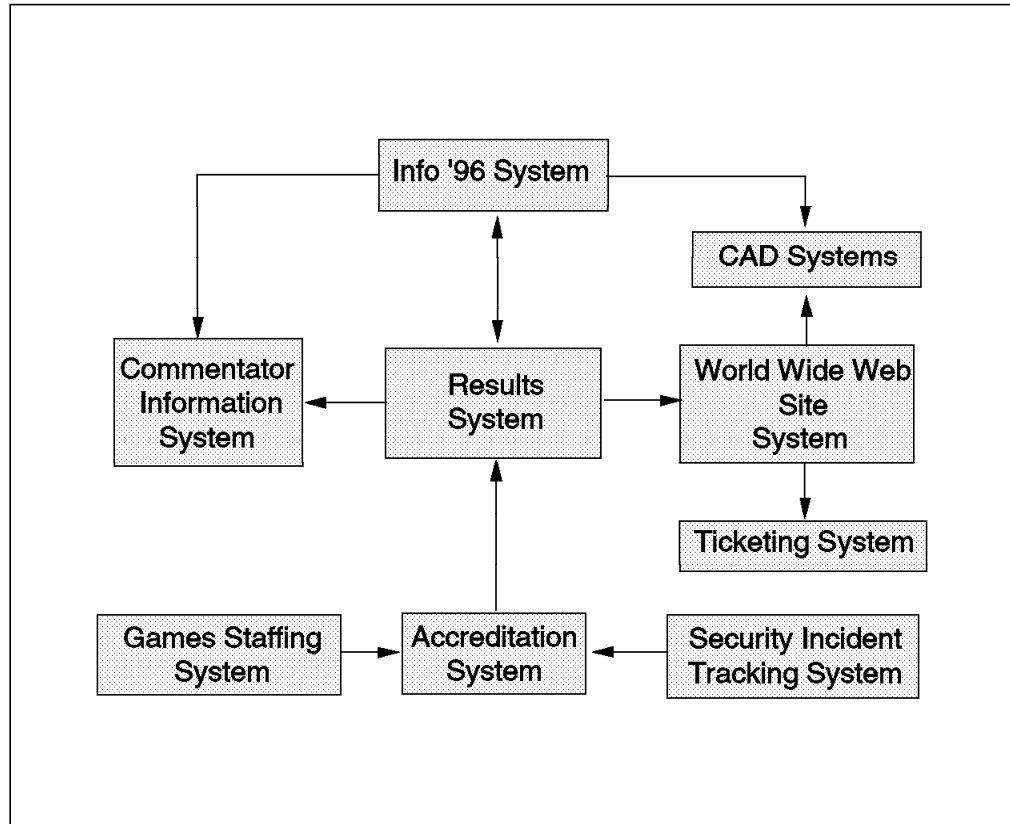 Info '96 System
CAD Systems
Commentator
Information
System
Results
System
World Wide Web
Site
System
Ticketing System
Games Staffing
System
Accreditation
System
Security Incident
Tracking System